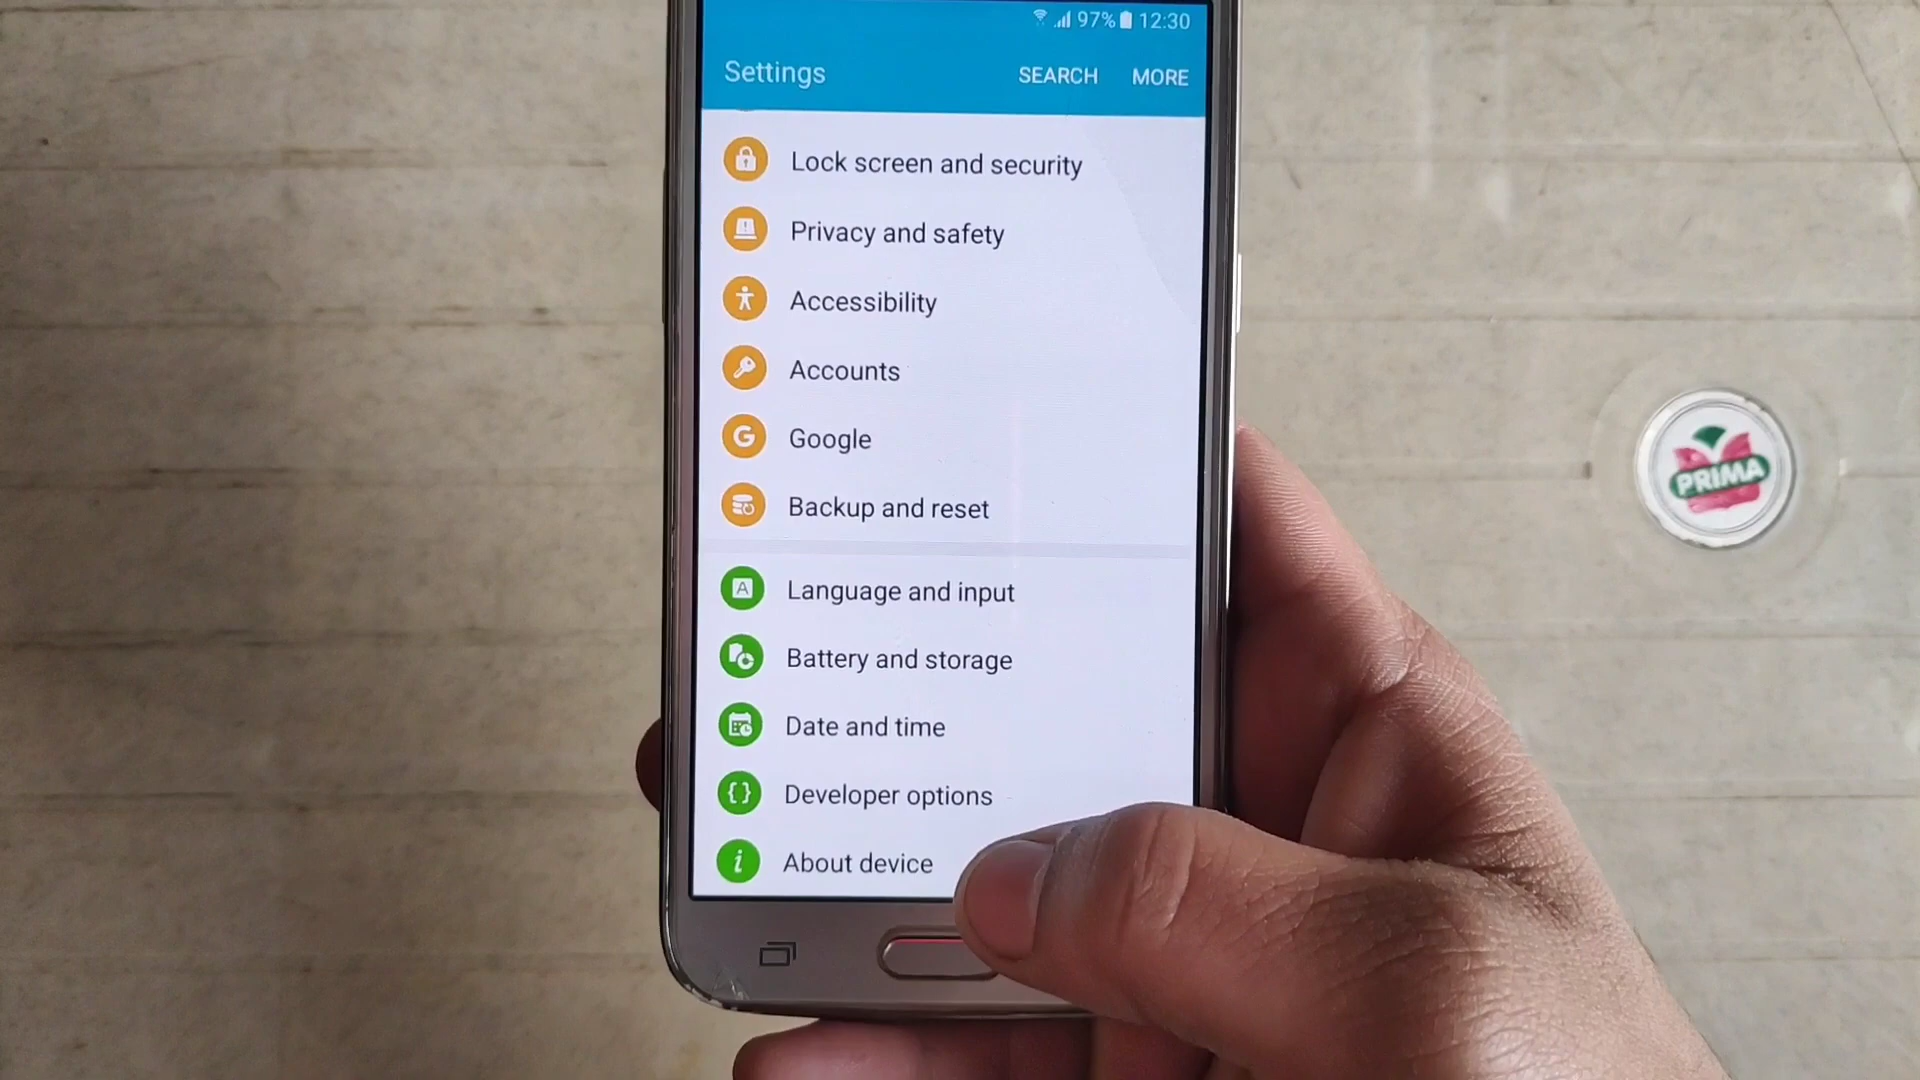 97% 12:30
Settings SEARCH MORE
Lock screen and security
Privacy and safety
Accessibility
Accounts
Google
Backup and reset
Language and input
Battery and storage
Date and time
Developer options
About device
PRIMA